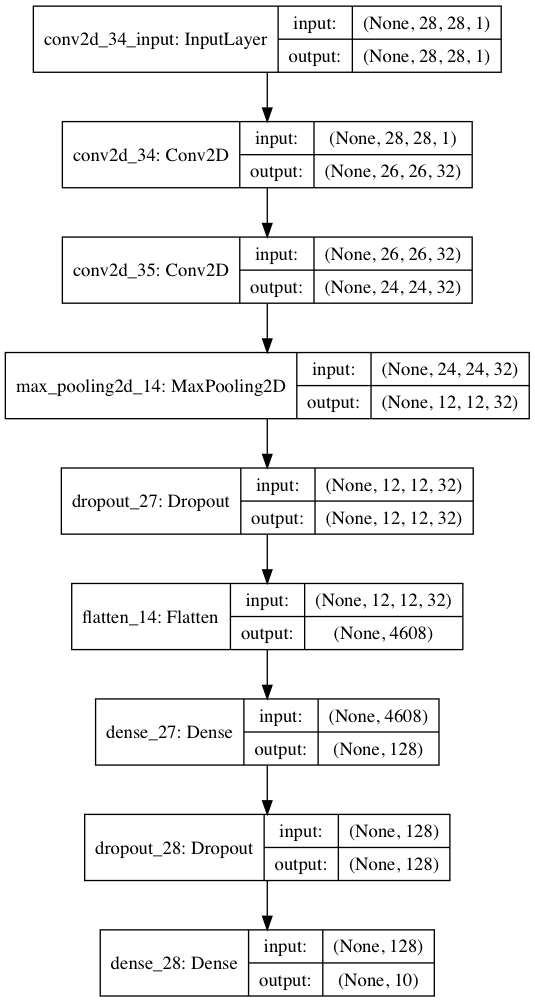 conv2d_34_input: InputLayer
input: (None, 28, 28, 1)
output: (None, 28, 28, 1)
conv2d_34: Conv2D
input: (None, 28, 28, 1)
output: (None, 26, 26, 32)
conv2d_35: Conv2D
input: (None, 26, 26, 32)
output: (None, 24, 24, 32)
max_pooling2d_14: MaxPooling2D
input: (None, 24, 24, 32)
output: (None, 12, 12, 32)
dropout_27: Dropout
input: (None, 12, 12, 32)
output: (None, 12, 12, 32)
flatten_14: Flatten
input: (None, 12, 12, 32)
output: (None, 4608)
dense_27: Dense
input: (None, 4608)
output: (None, 128)
dropout_28: Dropout
input: (None, 128)
output: (None, 128)
dense_28: Dense
input: (None, 128)
output: (None, 10)